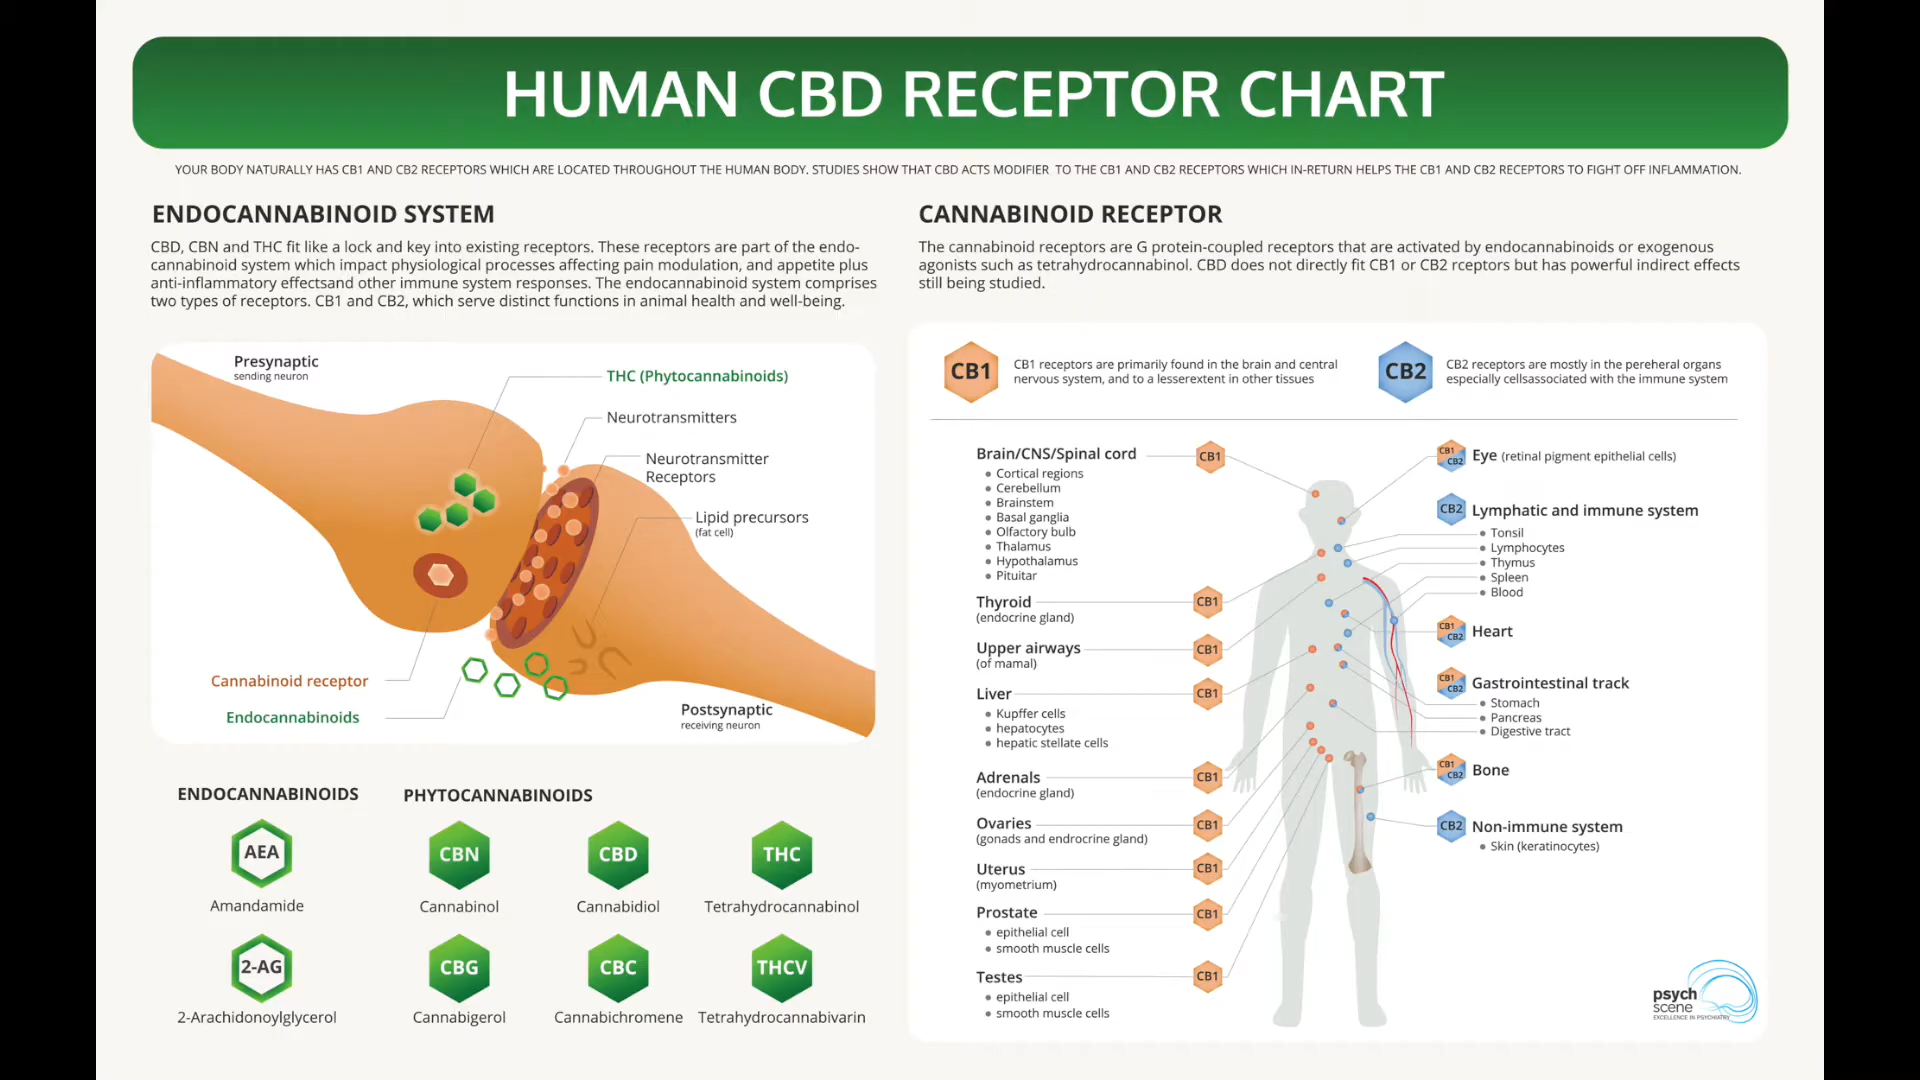 HUMAN CBD RECEPTOR CHART
YOUR BODY NATURALLY HAS CB1 AND CB2 RECEPTORS WHICH ARE LOCATED THROUGHOUT THE HUMAN BODY. STUDIES SHOW THAT CBD ACTS MODIFIER TO THE CB1 AND CB2 RECEPTORS WHICH IN-RETURN HELPS THE CB1 AND CB2 RECEPTORS TO FIGHT OFF INFLAMMATION.
ENDOCANNABINOID SYSTEM
CBD, CBN and THC fit like a lock and key into existing receptors. These receptors are part of the endo-
cannabinoid system which impact physiological processes affecting pain modulation, and appetite plus
anti-inflammatory effectsand other immune system responses. The endocannabinoid system comprises
two types of receptors. CB1 and CB2, which serve distinct functions in animal health and well-being.
Presynaptic
sending neuron
THC (Phytocannabinoids)
Neurotransmitters
Neurotransmitter
Receptors
Lipid precursors
(fat cell)
Cannabinoid receptor
Endocannabinoids
Postsynaptic
receiving neuron
ENDOCANNABINOIDS
AEA
Amandamide
2-AG
2-Arachidonoylglycerol
PHYTOCANNABINOIDS
CBN
CBD
THC
Cannabinol
Cannabidiol
Tetrahydrocannabinol
CBG
CBC
THCV
Cannabigerol
Cannabichromene
Tetrahydrocannabivarin
CANNABINOID RECEPTOR
The cannabinoid receptors are G protein-coupled receptors that are activated by endocannabinoids or exogenous
agonists such as tetrahydrocannabinol. CBD does not directly fit CB1 or CB2 rceptors but has powerful indirect effects
still being studied.
CB1
CB1 receptors are primarily found in the brain and central
nervous system, and to a lesserextent in other tissues
CB2
CB2 receptors are mostly in the pereheral organs
especially cellsassociated with the immune system
Brain/CNS/Spinal cord
CB1
• Cortical regions
• Cerebellum
• Brainstem
• Basal ganglia
• Olfactory bulb
• Thalamus
• Hypothalamus
• Pituitar
Thyroid
CB1
(endocrine gland)
Upper airways
CB1
(of mamal)
Liver
CB1
• Kupffer cells
• hepatocytes
• hepatic stellate cells
Adrenals
CB1
(endocrine gland)
Ovaries
CB1
(gonads and endrocrine gland)
Uterus
CB1
(myometrium)
Prostate
CB1
• epithelial cell
• smooth muscle cells
Testes
CB1
• epithelial cell
• smooth muscle cells
CB1
CB2
Eye (retinal pigment epithelial cells)
CB2
Lymphatic and immune system
• Tonsil
• Lymphocytes
• Thymus
• Spleen
• Blood
CB1
CB2
Heart
CB1
CB2
Gastrointestinal track
• Stomach
• Pancreas
• Digestive tract
CB1
CB2
Bone
CB2
Non-immune system
• Skin (keratinocytes)
psych
scene
EXCELLENCE IN PSYCHIATRY